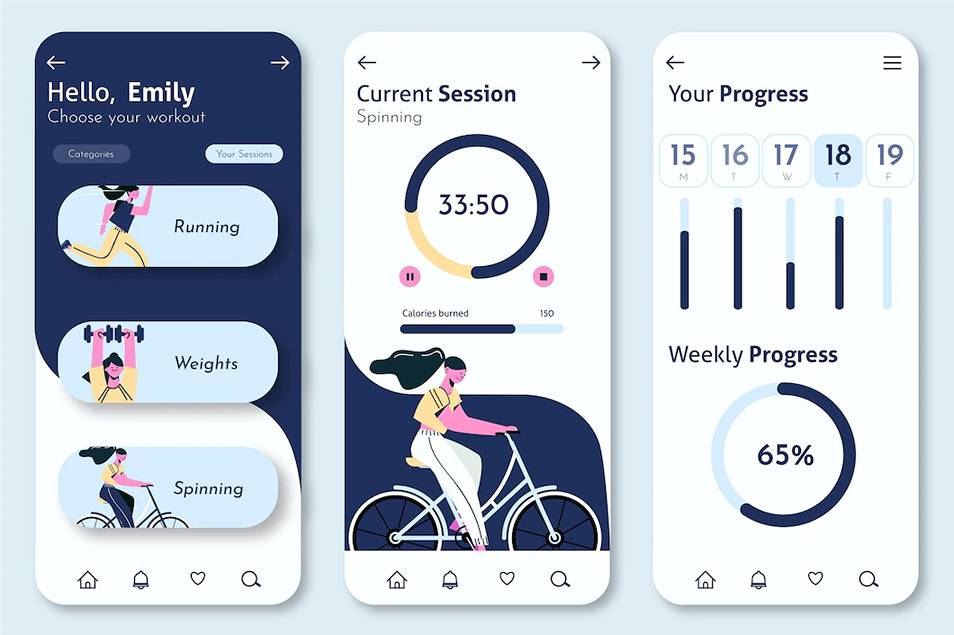 Hello, Emily
Choose your workout
Categories
Your Sessions
Running
Weights
Spinning
Current Session
Spinning
33:50
Calories burned
150
Your Progress
15 16 17 18 19
M T W T F
Weekly Progress
65%